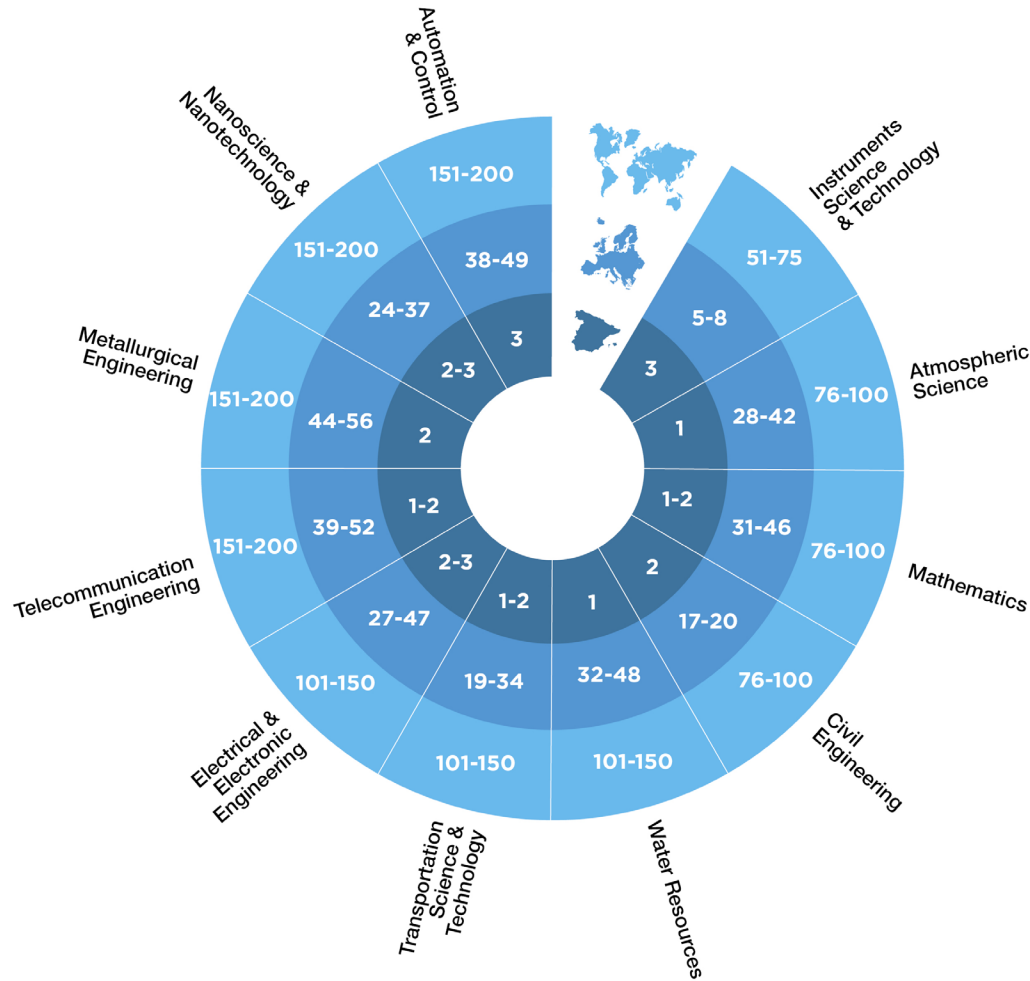 Instruments
Science
& Technology
51-75
5-8
3
Atmospheric
Science
76-100
28-42
1
Mathematics
76-100
31-46
1-2
Civil
Engineering
76-100
17-20
2
Water Resources
101-150
32-48
1
Transportation
Science &
Technology
101-150
19-34
1-2
Electrical &
Electronic
Engineering
101-150
27-47
2-3
Telecommunication
Engineering
151-200
39-52
1-2
Metallurgical
Engineering
151-200
44-56
2
Nanoscience &
Nanotechnology
151-200
24-37
2-3
Automation
& Control
151-200
38-49
3